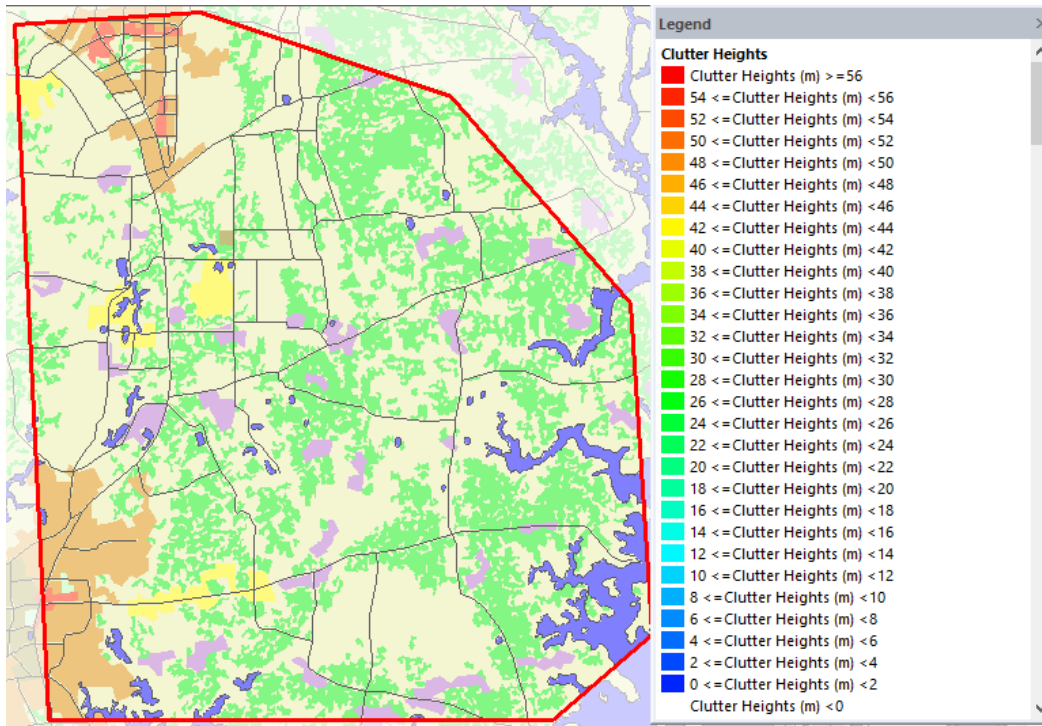 Legend
Clutter Heights
Clutter Heights (m) >=56
54 <=Clutter Heights (m) <56
52 <=Clutter Heights (m) <54
50 <=Clutter Heights (m) <52
48 <=Clutter Heights (m) <50
46 <=Clutter Heights (m) <48
44 <=Clutter Heights (m) <46
42 <=Clutter Heights (m) <44
40 <=Clutter Heights (m) <42
38 <=Clutter Heights (m) <40
36 <=Clutter Heights (m) <38
34 <=Clutter Heights (m) <36
32 <=Clutter Heights (m) <34
30 <=Clutter Heights (m) <32
28 <=Clutter Heights (m) <30
26 <=Clutter Heights (m) <28
24 <=Clutter Heights (m) <26
22 <=Clutter Heights (m) <24
20 <=Clutter Heights (m) <22
18 <=Clutter Heights (m) <20
16 <=Clutter Heights (m) <18
14 <=Clutter Heights (m) <16
12 <=Clutter Heights (m) <14
10 <=Clutter Heights (m) <12
8 <=Clutter Heights (m) <10
6 <=Clutter Heights (m) <8
4 <=Clutter Heights (m) <6
2 <=Clutter Heights (m) <4
0 <=Clutter Heights (m) <2
Clutter Heights (m) <0